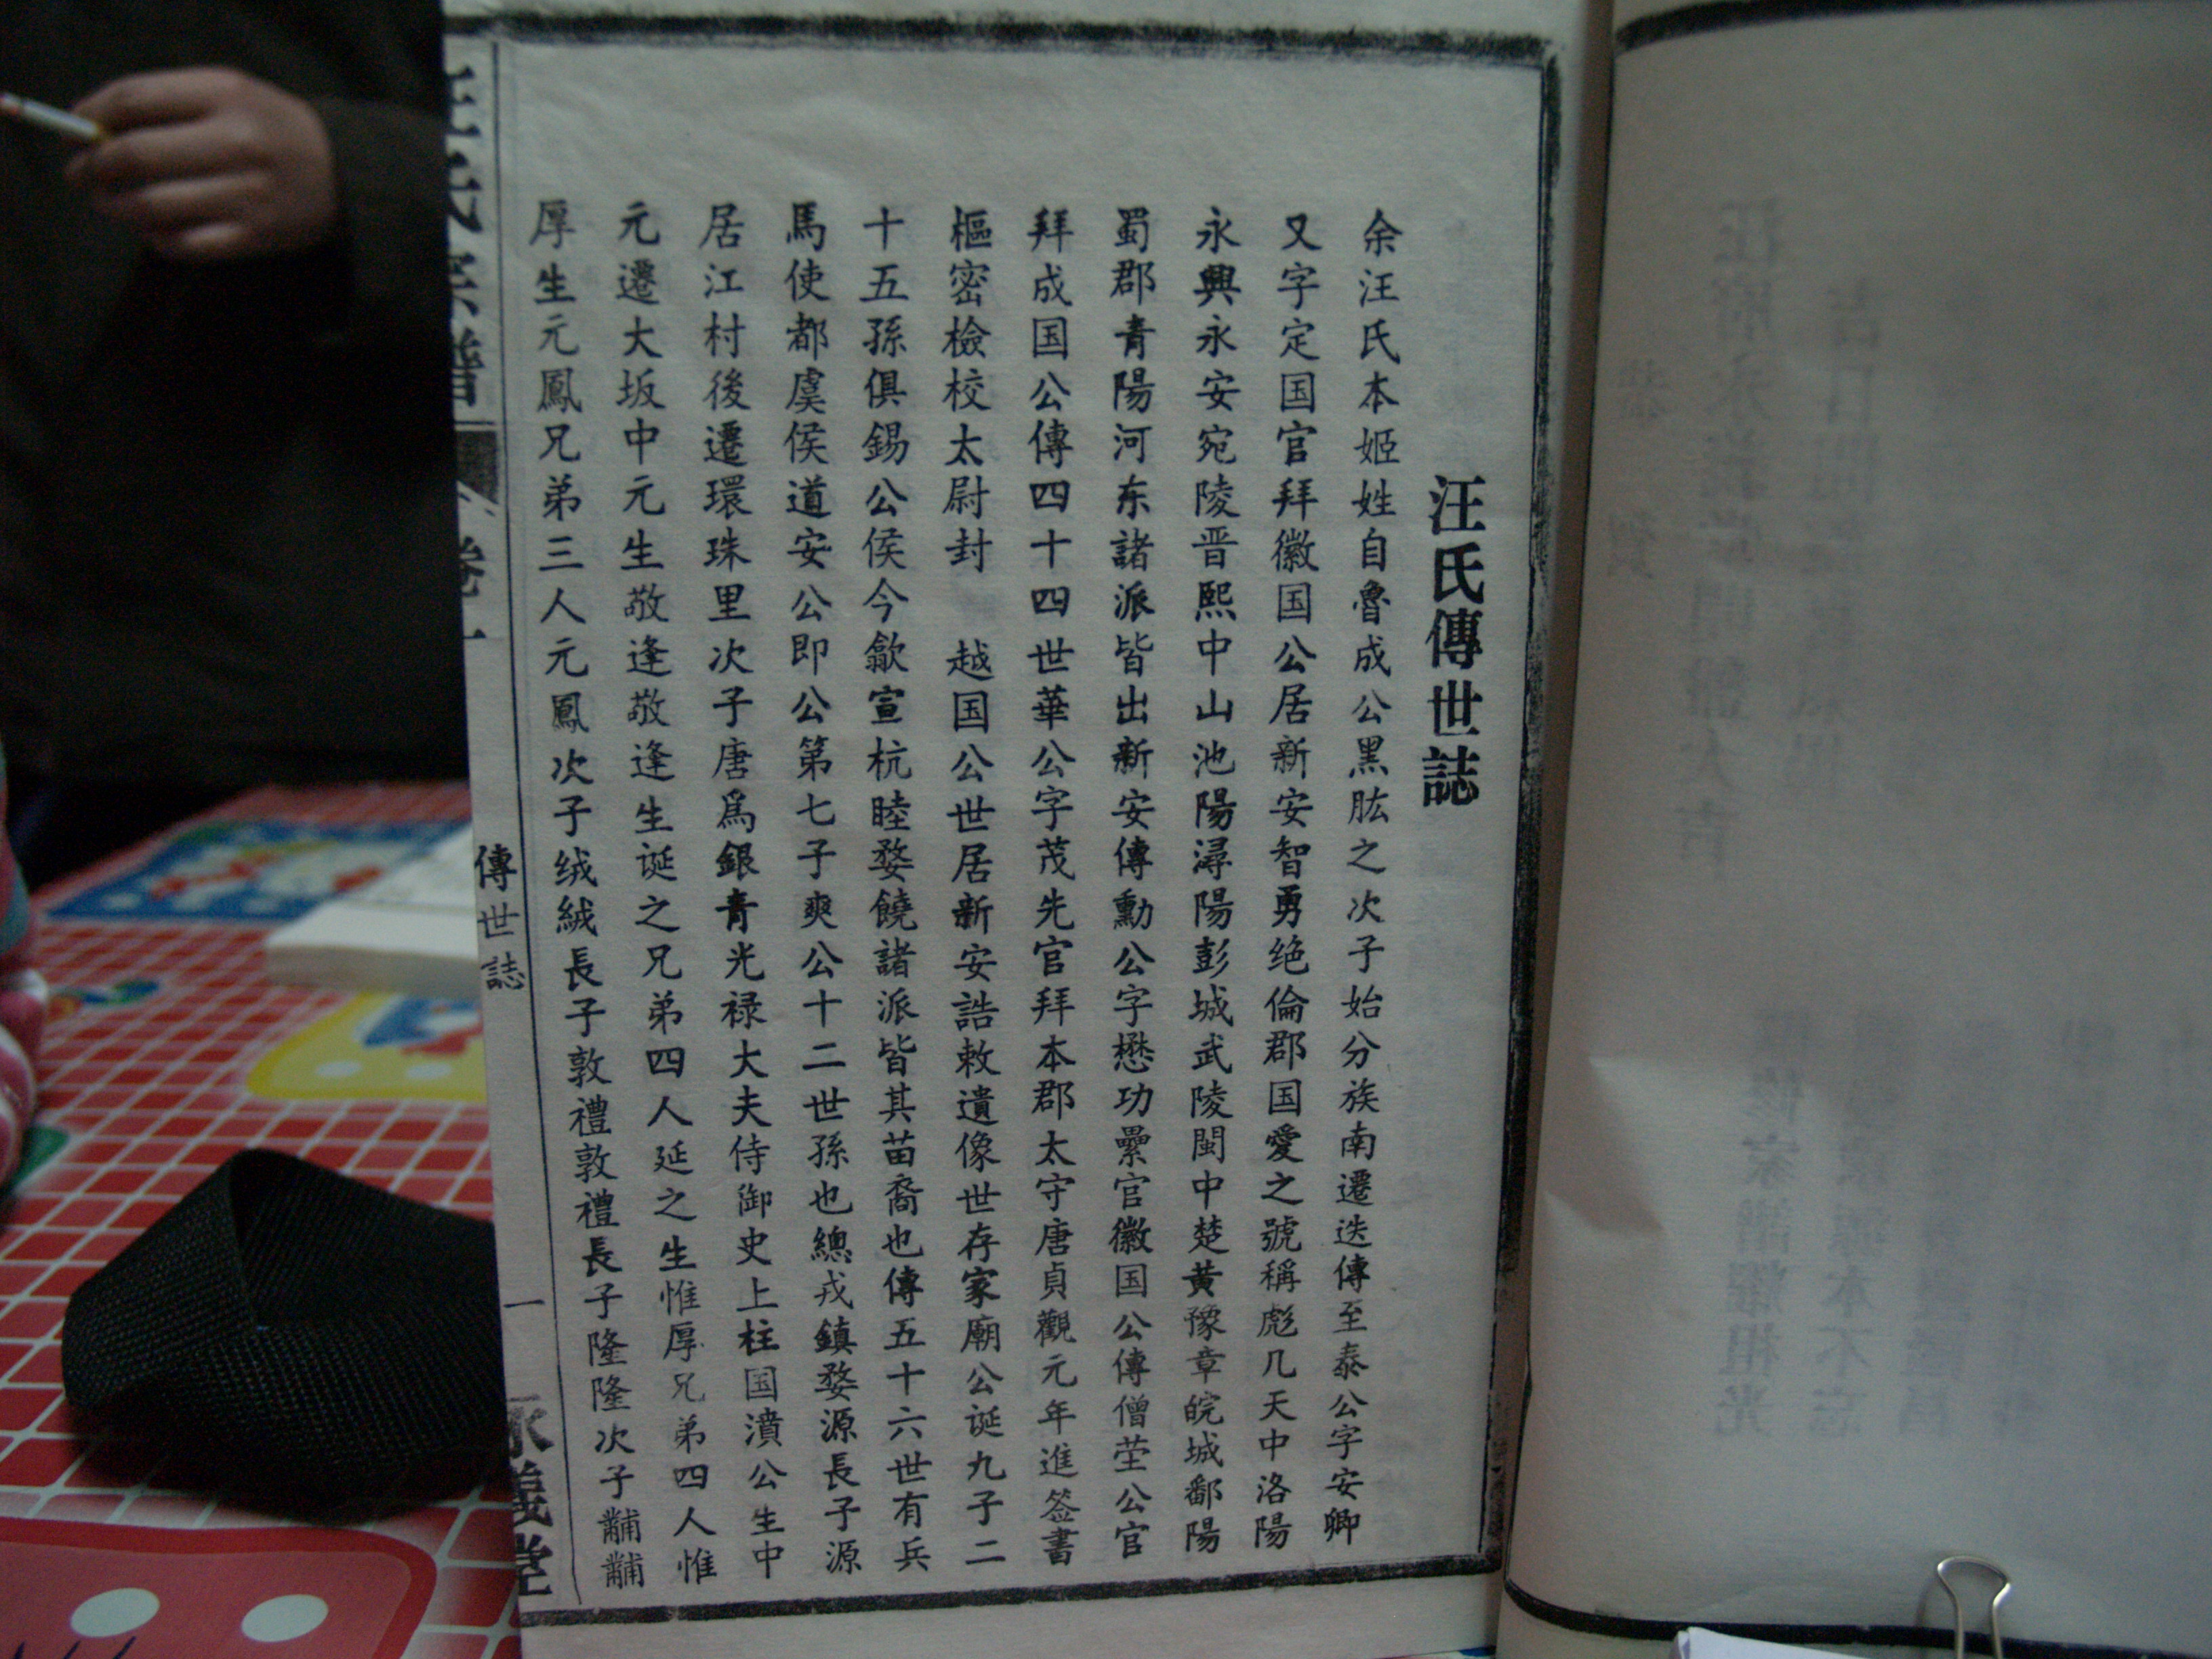 汪氏傳世誌
余汪氏本姬姓自魯成公黑肱之次子始分族南遷迭傳至泰公字安卿
又字定国官拜徽国公居新安智勇绝倫郡国愛之號稱彪几天中洛陽
永興永安宛陵晋熙中山池陽潯陽彭城武陵閩中楚黄豫章皖城鄱陽
蜀郡青陽河东諸派皆出新安傳勳公字懋功纍官徽国公傳僧莹公官
拜成国公傳四十四世華公字茂先官拜本郡太守唐貞觀元年進签書
樞密檢校太尉封 越国公世居新安誥敕遺像世存家廟公诞九子二
十五孫俱錫公侯今歙宣杭睦婺饒諸派皆其苗裔也傳五十六世有兵
馬使都虞侯道安公即公第七子爽公十二世孫也總戎鎮婺源長子源
居江村後遷環珠里次子唐爲銀青光禄大夫侍御史上柱国濆公生中
元遷大坂中元生敬逢敬逢生诞之兄弟四人延之生惟厚兄弟四人惟
厚生元鳳兄弟三人元鳳次子绒絨長子敦禮敦禮長子隆隆次子黼黼
汪氏宗譜
卷一
傳世誌
一
永義堂